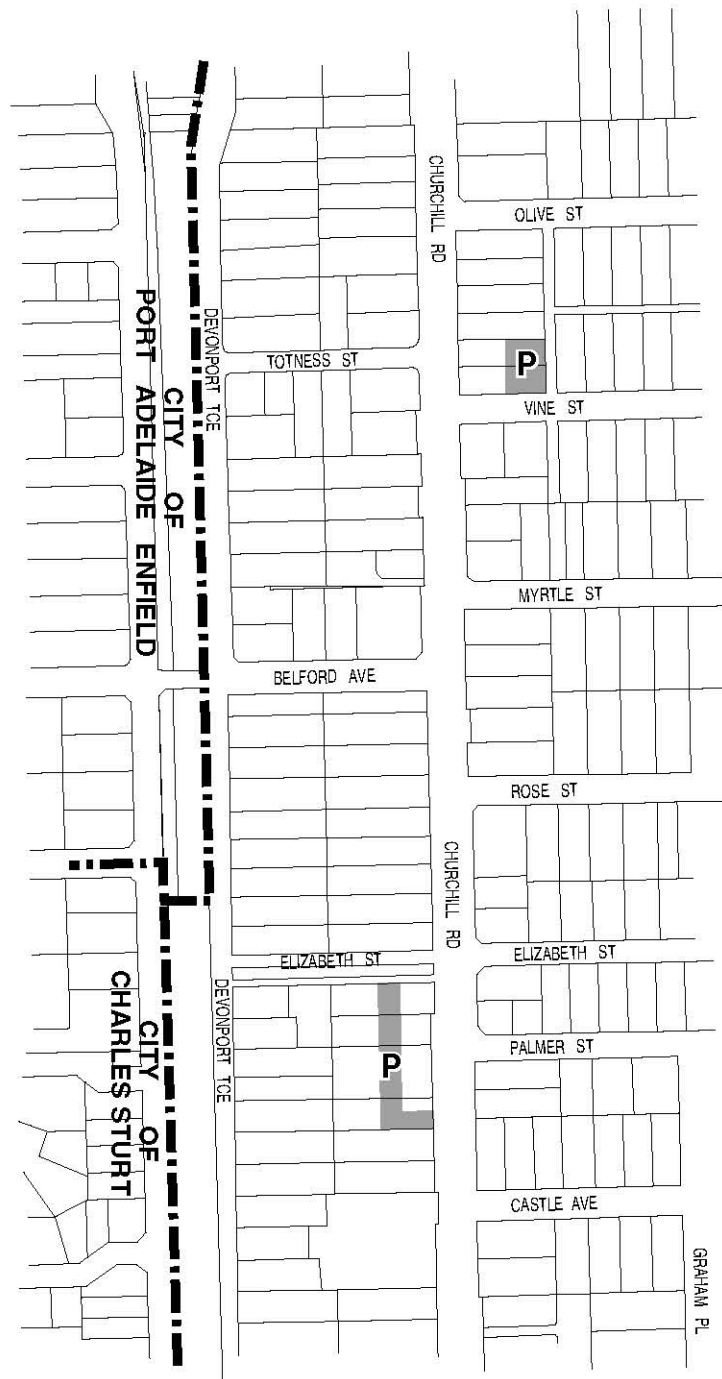 CHURCHILL RD
OLIVE ST
DEVONPORT TCE
TOTNESS ST
P
VINE ST
CITY OF
PORT ADELAIDE ENFIELD
MYRTLE ST
BELFORD AVE
ROSE ST
CHURCHILL RD
ELIZABETH ST
ELIZABETH ST
DEVONPORT TCE
CITY OF
CHARLES STURT
P
PALMER ST
CASTLE AVE
GRAHAM PL